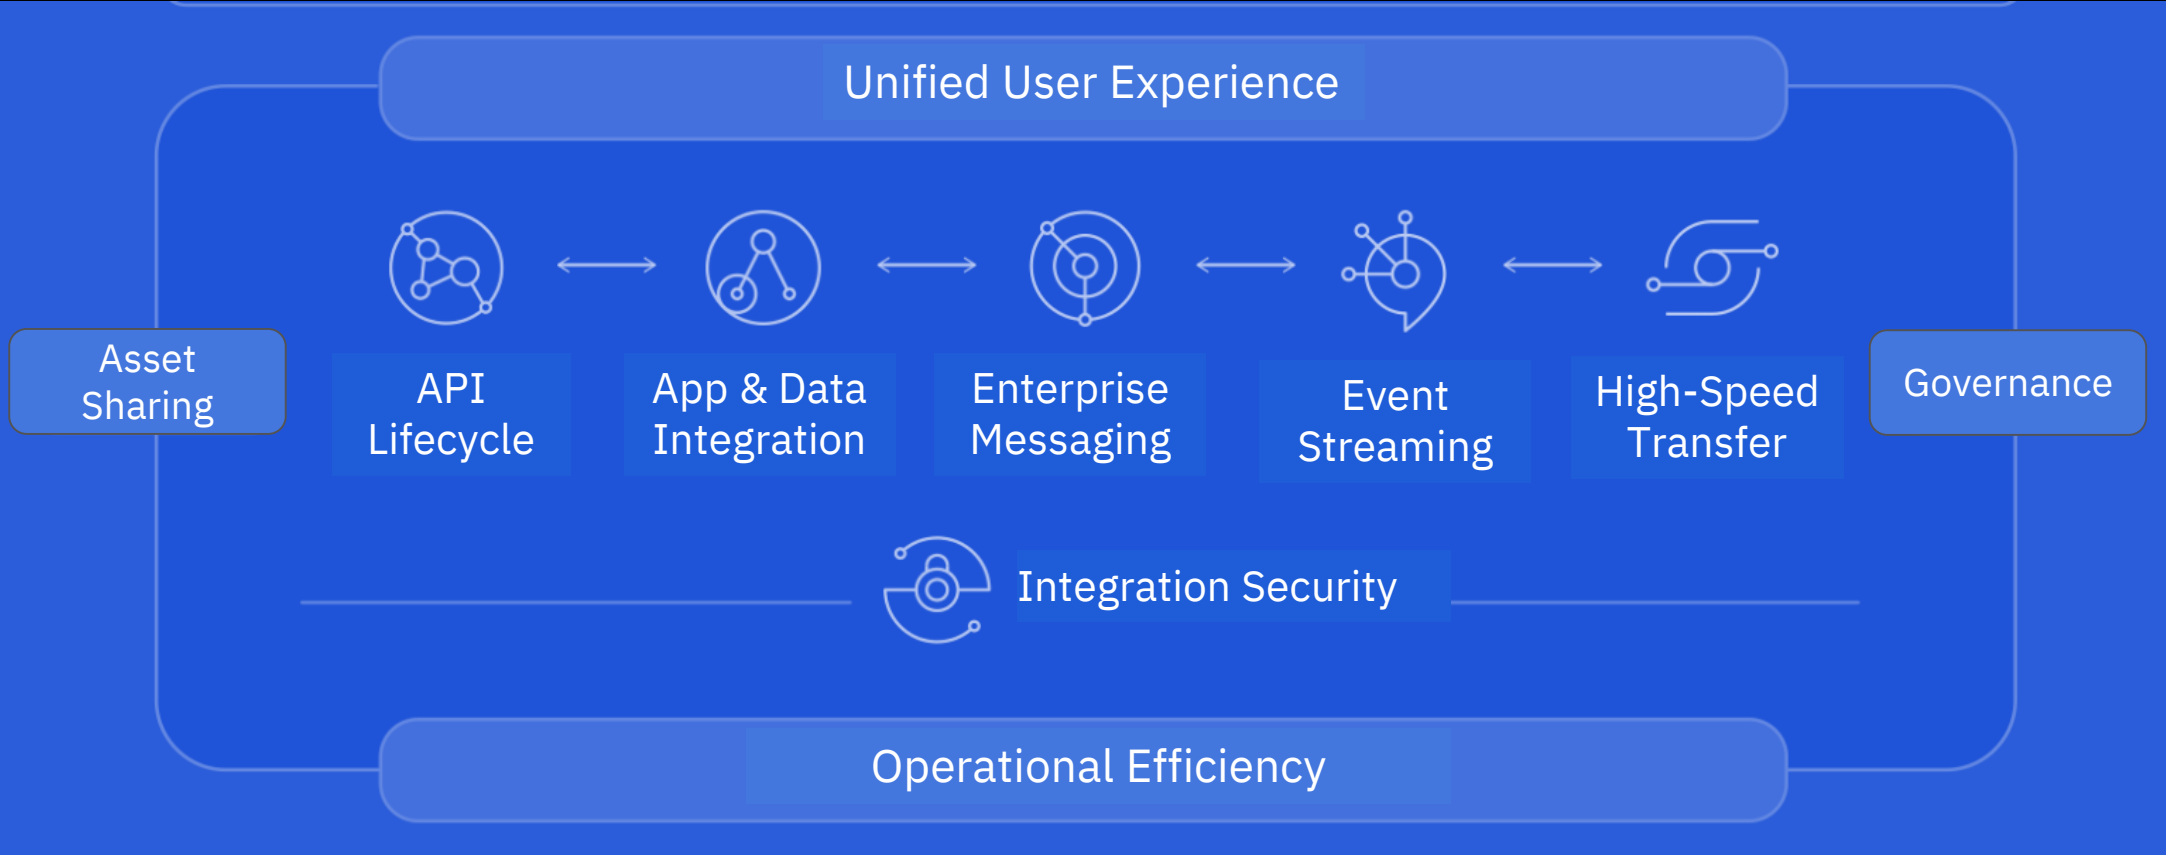 Unified User Experience
Asset
Sharing
API
Lifecycle
App & Data
Integration
Enterprise
Messaging
Event
Streaming
High-Speed
Transfer
Governance
Integration Security
Operational Efficiency